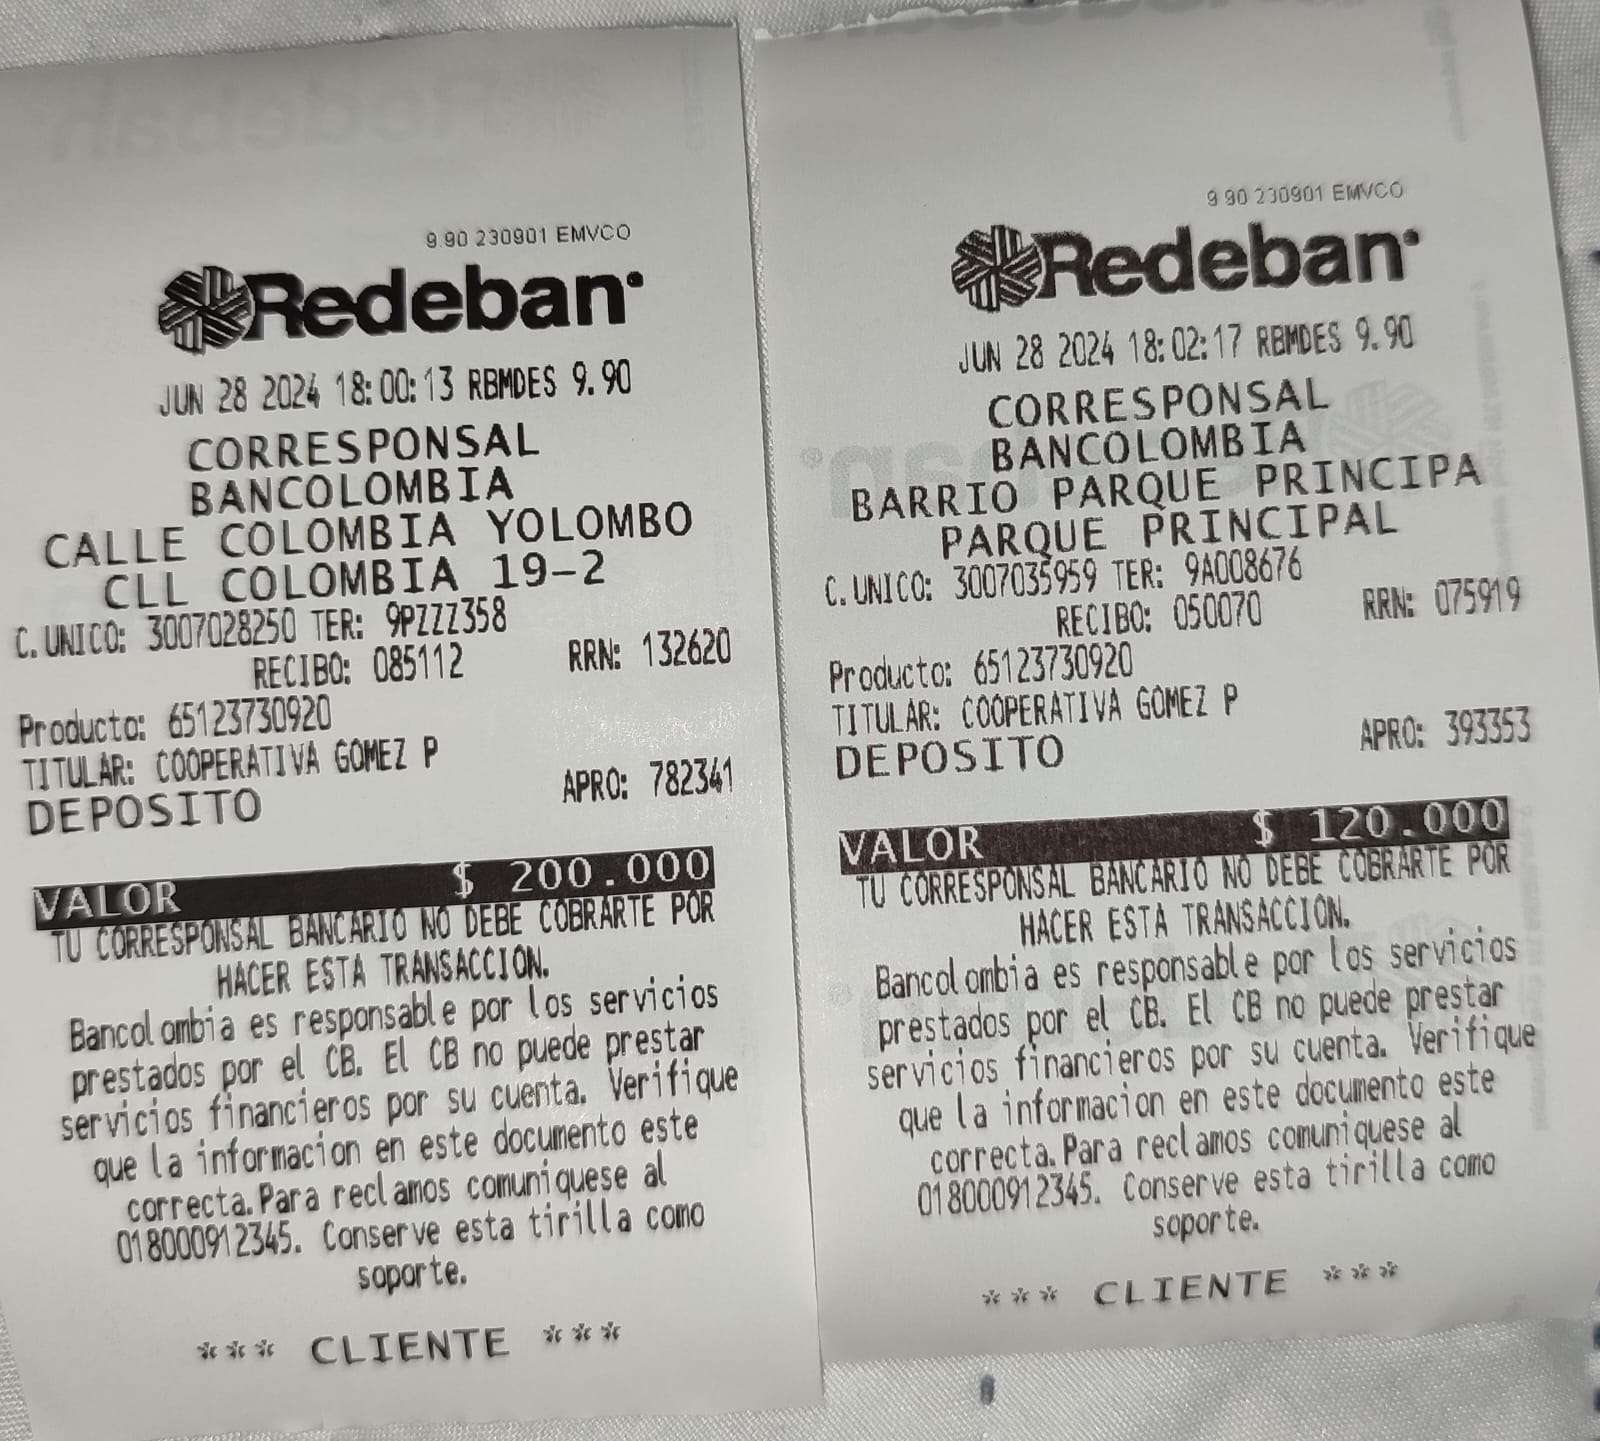 9.90 230901 EMVCO
Redeban
JUN 28 2024 18:00:13 RBMDES 9.90
CORRESPONSAL
BANCOLOMBIA
CALLE COLOMBIA YOLOMBO
CLL COLOMBIA 19-2
C. UNICO: 3007028250 TER: 9PZZZ358
RECIBO: 085112 RRN: 132620
Producto: 65123730920
TITULAR: COOPERATIVA GOMEZ P
DEPOSITO APRO: 782341
VALOR $ 200.000
TU CORRESPONSAL BANCARIO NO DEBE COBRARTE POR
HACER ESTA TRANSACCION.
Bancolombia es responsable por los servicios
prestados por el CB. El CB no puede prestar
servicios financieros por su cuenta. Verifique
que la informacion en este documento este
correcta. Para reclamos comuniquese al
018000912345. Conserve esta tirilla como
soporte.
*** CLIENTE ***
9.90 230901 EMVCO
Redeban
JUN 28 2024 18:02:17 RBMDES 9.90
CORRESPONSAL
BANCOLOMBIA
BARRIO PARQUE PRINCIPA
PARQUE PRINCIPAL
C. UNICO: 3007035959 TER: 9A008676
RECIBO: 050070 RRN: 075919
Producto: 65123730920
TITULAR: COOPERATIVA GOMEZ P
DEPOSITO APRO: 393353
VALOR $ 120.000
TU CORRESPONSAL BANCARIO NO DEBE COBRARTE POR
HACER ESTA TRANSACCION.
Bancolombia es responsable por los servicios
prestados por el CB. El CB no puede prestar
servicios financieros por su cuenta. Verifique
que la informacion en este documento este
correcta. Para reclamos comuniquese al
018000912345. Conserve esta tirilla como
soporte.
*** CLIENTE ***